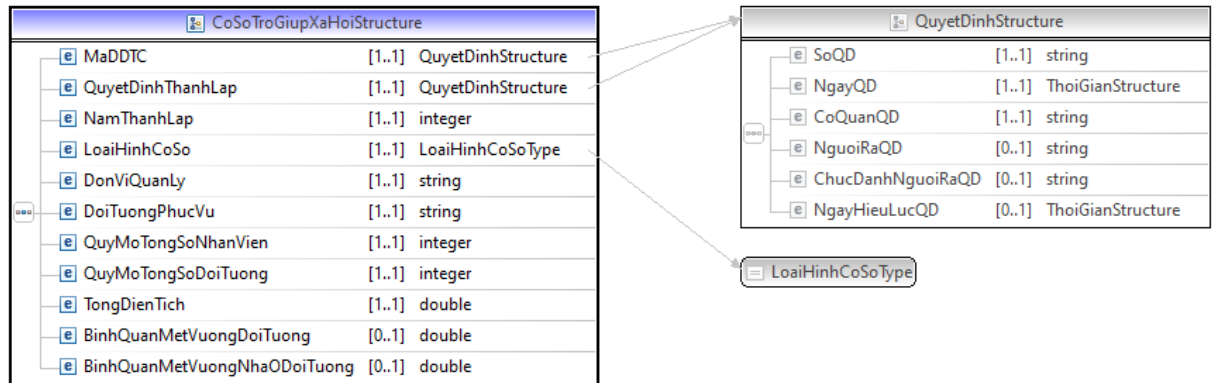 CoSoTroGiupXaHoiStructure
MaDDTC [1..1] QuyetDinhStructure
QuyetDinhThanhLap [1..1] QuyetDinhStructure
NamThanhLap [1..1] integer
LoaiHinhCoSo [1..1] LoaiHinhCoSoType
DonViQuanLy [1..1] string
DoiTuongPhucVu [1..1] string
QuyMoTongSoNhanVien [1..1] integer
QuyMoTongSoDoiTuong [1..1] integer
TongDienTich [1..1] double
BinhQuanMetVuongDoiTuong [0..1] double
BinhQuanMetVuongNhaODoiTuong [0..1] double
QuyetDinhStructure
SoQD [1..1] string
NgayQD [1..1] ThoiGianStructure
CoQuanQD [1..1] string
NguoiRaQD [0..1] string
ChucDanhNguoiRaQD [0..1] string
NgayHieuLucQD [0..1] ThoiGianStructure
LoaiHinhCoSoType